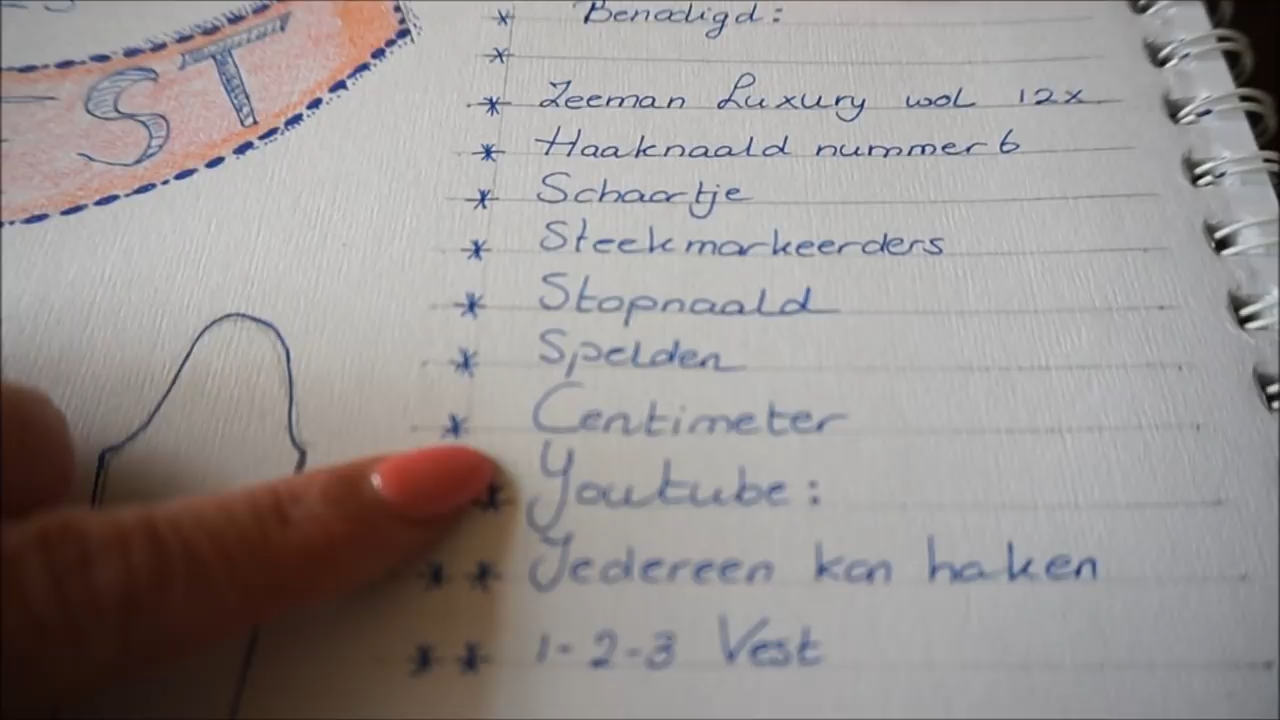 ST
* Benodigd:
*
* Zeeman Luxury wol 12x
* Haaknaald nummer 6
* Schaartje
* Steekmarkeerders
* Stopnaald
* Spelden
* Centimeter
* Youtube:
* * Iedereen kan haken
* * 1-2-3 Vest